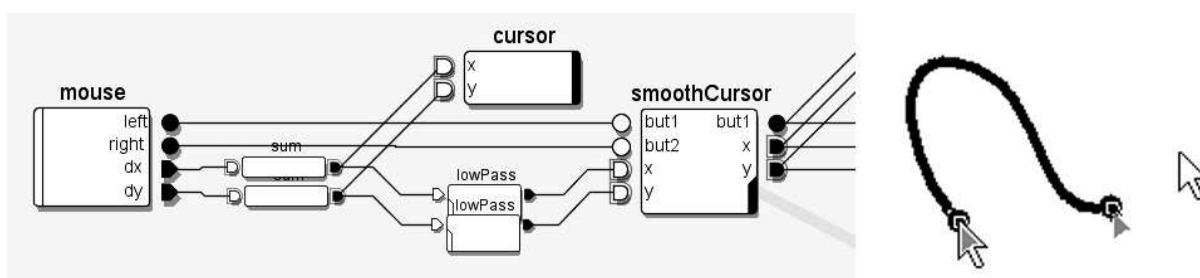 cursor
x
y
mouse
left
right
dx
dy
sum
sum
lowPass
lowPass
smoothCursor
but1 but1
but2 x
x y
y